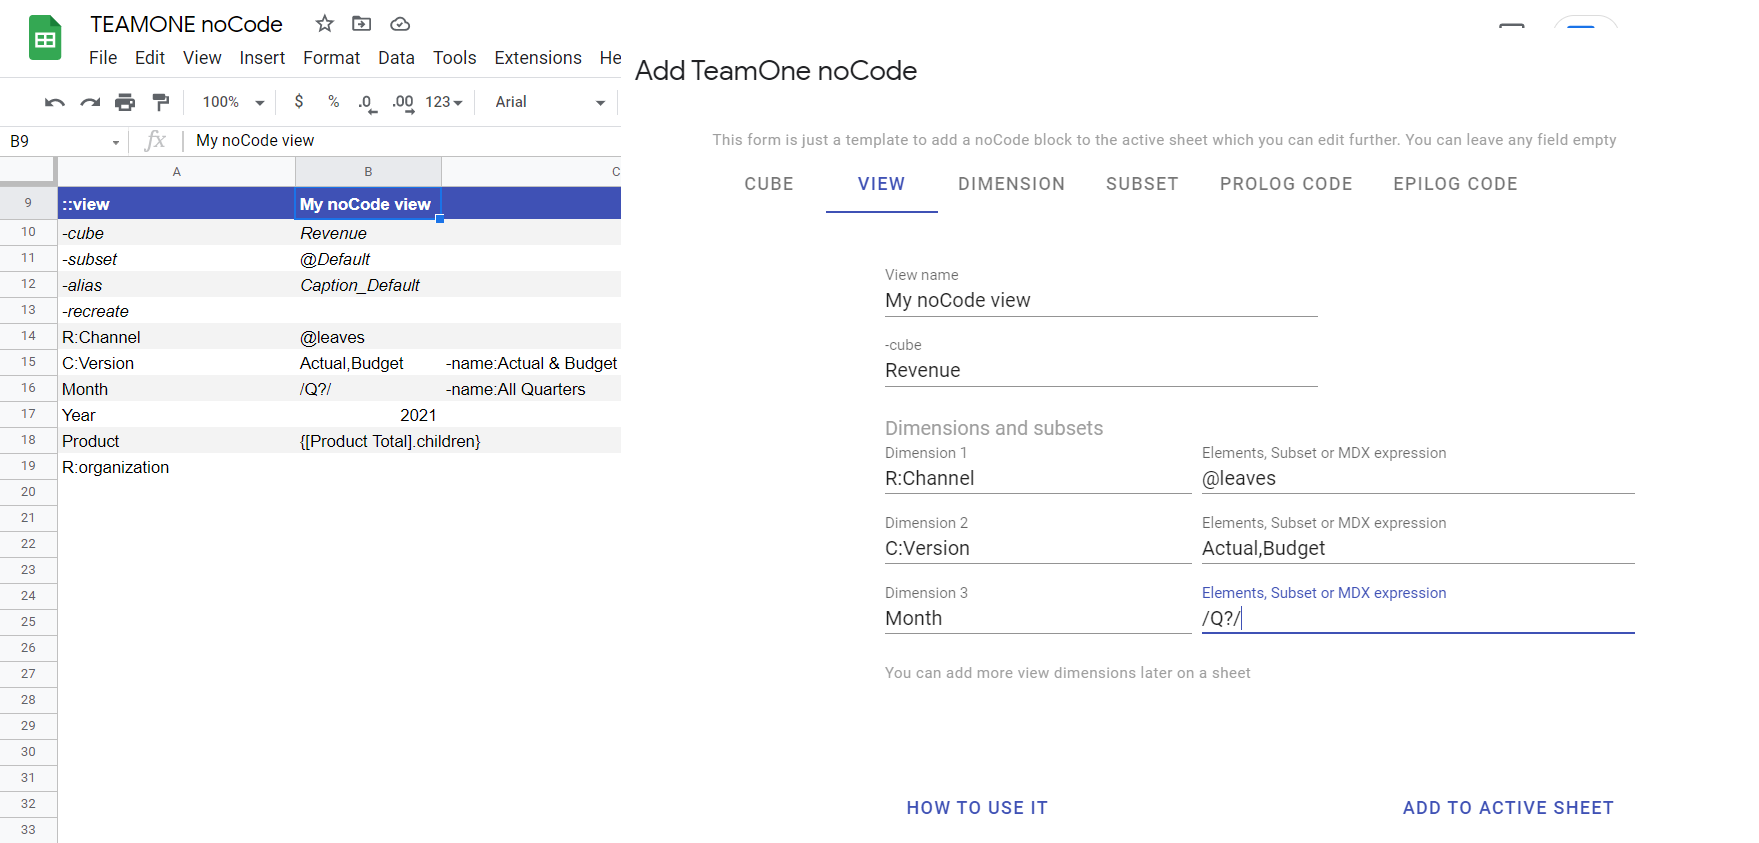 TEAMONE noCode
File Edit View Insert Format Data Tools Extensions He
100% $ % .0 .00 123 Arial
B9 fx My noCode view
A B C
9 ::view My noCode view
10 -cube Revenue
11 -subset @Default
12 -alias Caption_Default
13 -recreate
14 R:Channel @leaves
15 C:Version Actual,Budget -name:Actual & Budget
16 Month /Q?/ -name:All Quarters
17 Year 2021
18 Product {[Product Total].children}
19 R:organization
20
21
22
23
24
25
26
27
28
29
30
31
32
33
Add TeamOne noCode
This form is just a template to add a noCode block to the active sheet which you can edit further. You can leave any field empty
CUBE VIEW DIMENSION SUBSET PROLOG CODE EPILOG CODE
View name
My noCode view
-cube
Revenue
Dimensions and subsets
Dimension 1 Elements, Subset or MDX expression
R:Channel @leaves
Dimension 2 Elements, Subset or MDX expression
C:Version Actual,Budget
Dimension 3 Elements, Subset or MDX expression
Month /Q?/
You can add more view dimensions later on a sheet
HOW TO USE IT ADD TO ACTIVE SHEET